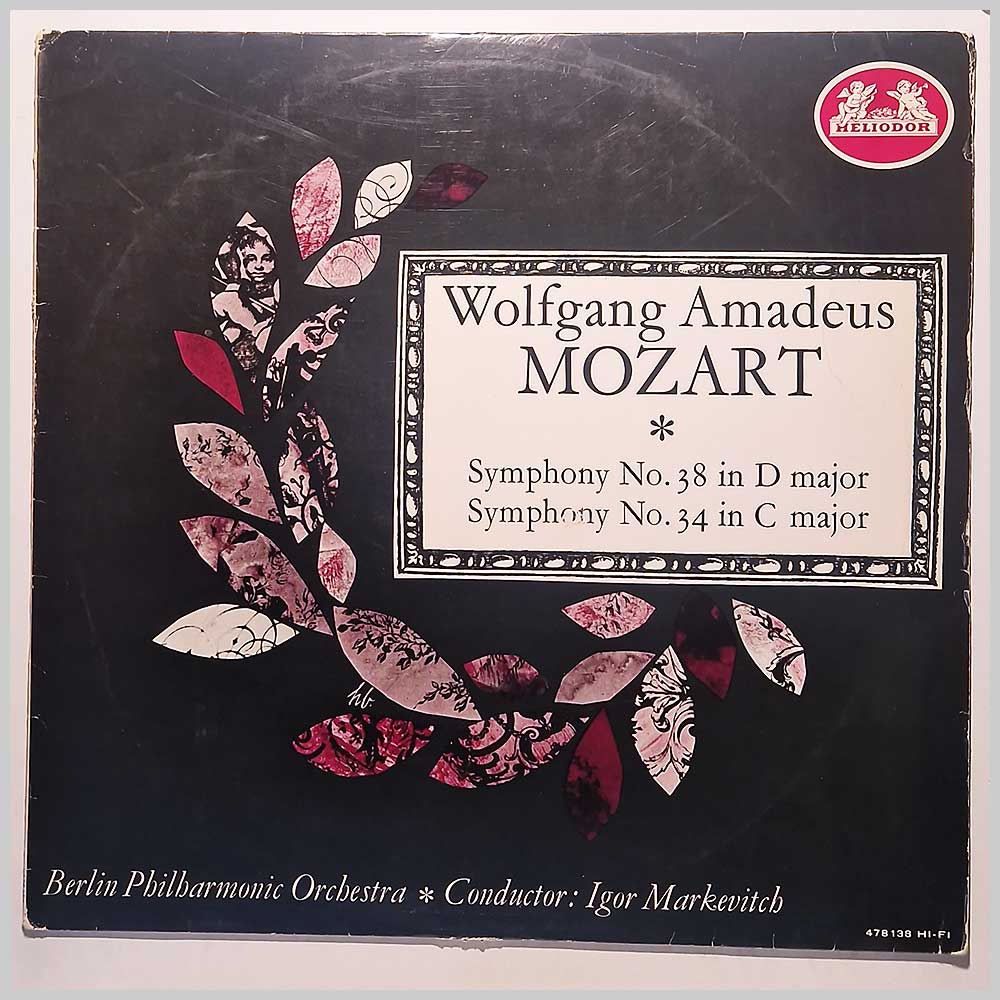 HELIODOR
Wolfgang Amadeus
MOZART
*
Symphony No. 38 in D major
Symphony No. 34 in C major
hb
Berlin Philharmonic Orchestra * Conductor: Igor Markevitch
478138 HI-FI